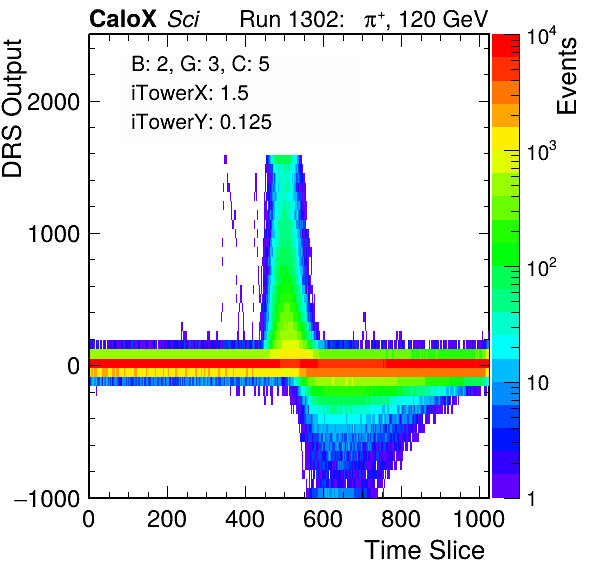 CaloX Sci Run 1302: π⁺, 120 GeV
B: 2, G: 3, C: 5
iTowerX: 1.5
iTowerY: 0.125
DRS Output
2000
1000
0
−1000
0 200 400 600 800 1000
Time Slice
Events
10⁴
10³
10²
10
1